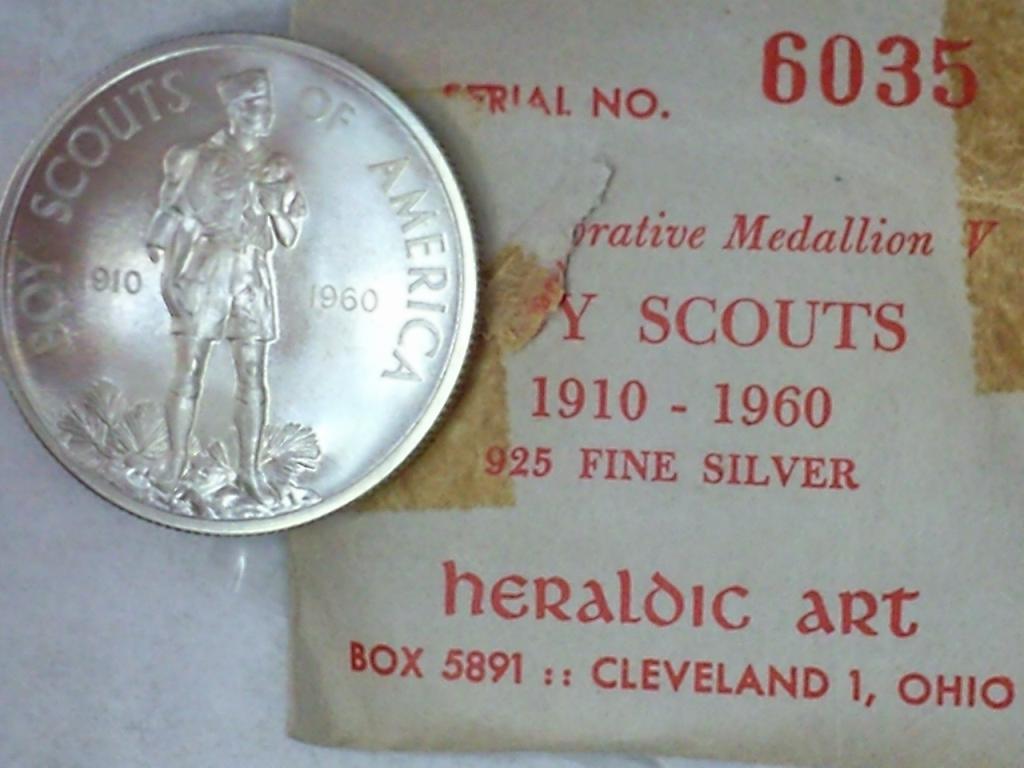 BOY SCOUTS OF AMERICA
910 1960
SERIAL NO. 6035
orative Medallion V
Y SCOUTS
1910 - 1960
925 FINE SILVER
heraldic art
BOX 5891 :: CLEVELAND 1, OHIO